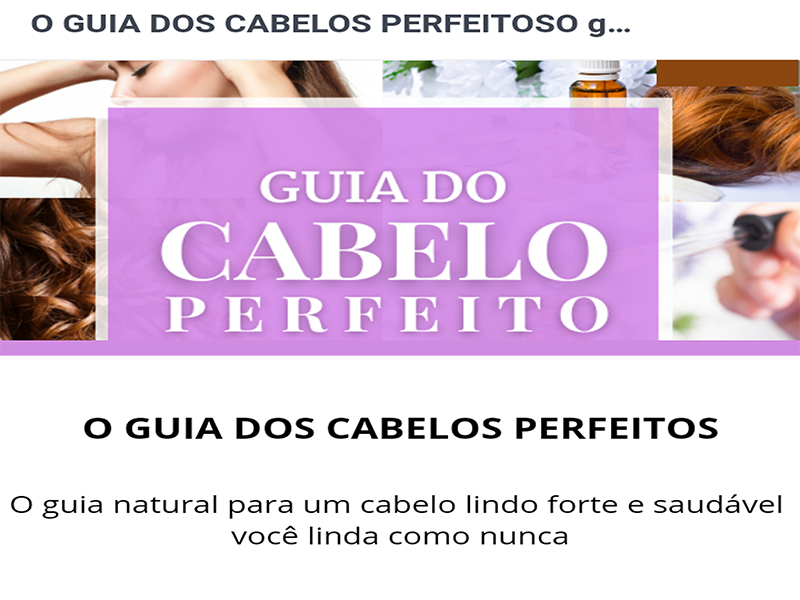 O GUIA DOS CABELOS PERFEITOSO g...
GUIA DO
CABELO
PERFEITO
O GUIA DOS CABELOS PERFEITOS
O guia natural para um cabelo lindo forte e saudável
você linda como nunca